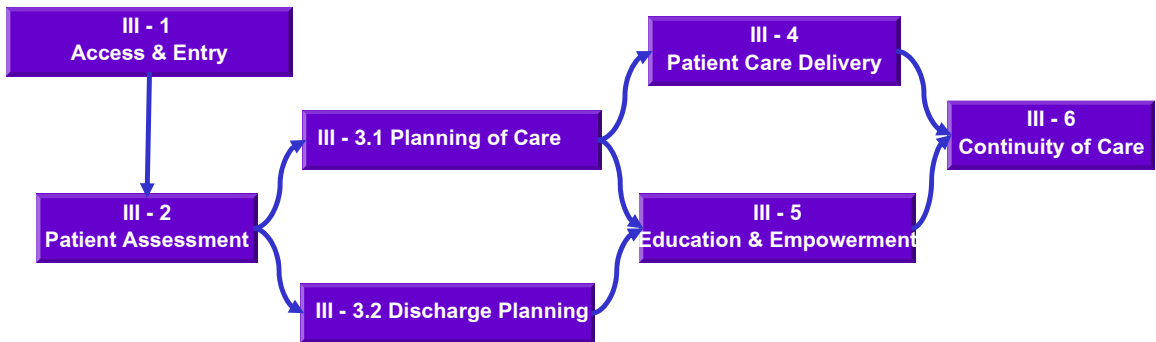 III - 1
Access & Entry
III - 2
Patient Assessment
III - 3.1 Planning of Care
III - 3.2 Discharge Planning
III - 4
Patient Care Delivery
III - 5
Education & Empowerment
III - 6
Continuity of Care